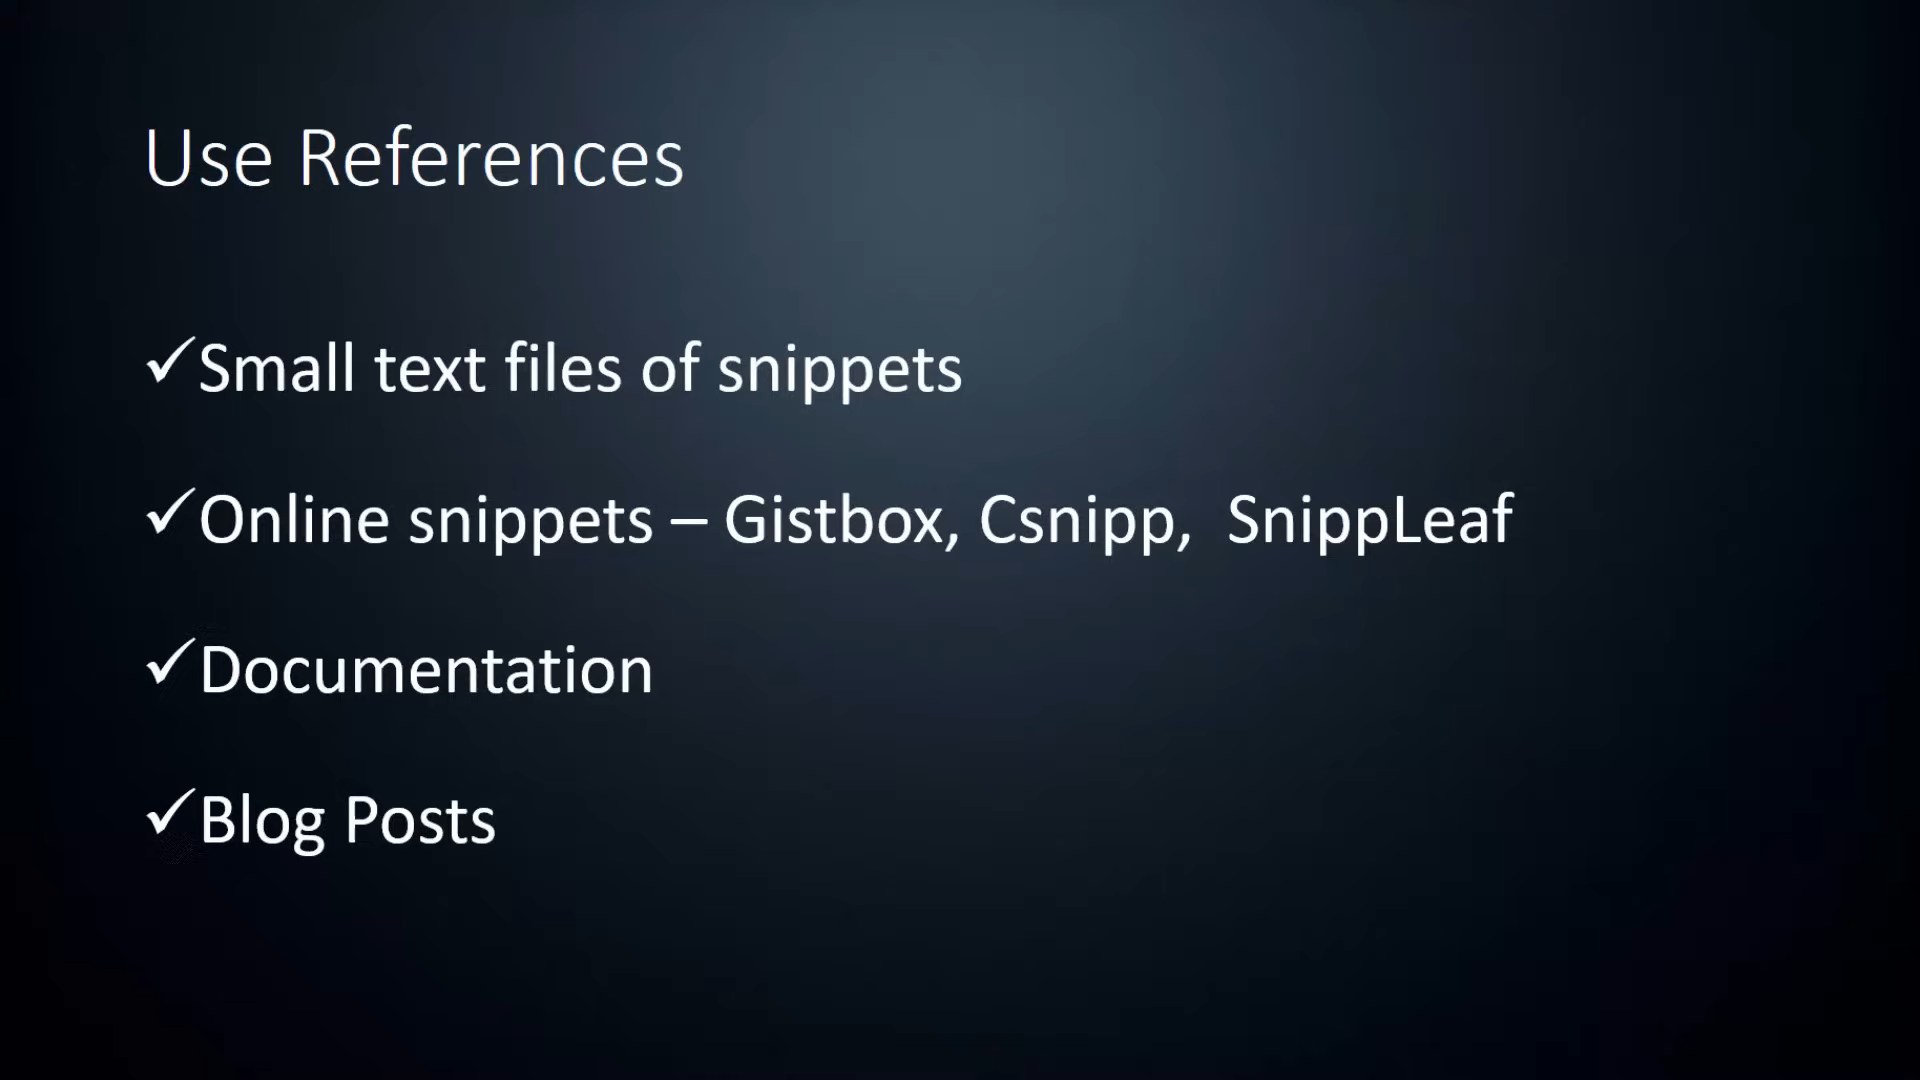 Use References
✓Small text files of snippets
✓Online snippets – Gistbox, Csnipp,  SnippLeaf
✓Documentation
✓Blog Posts